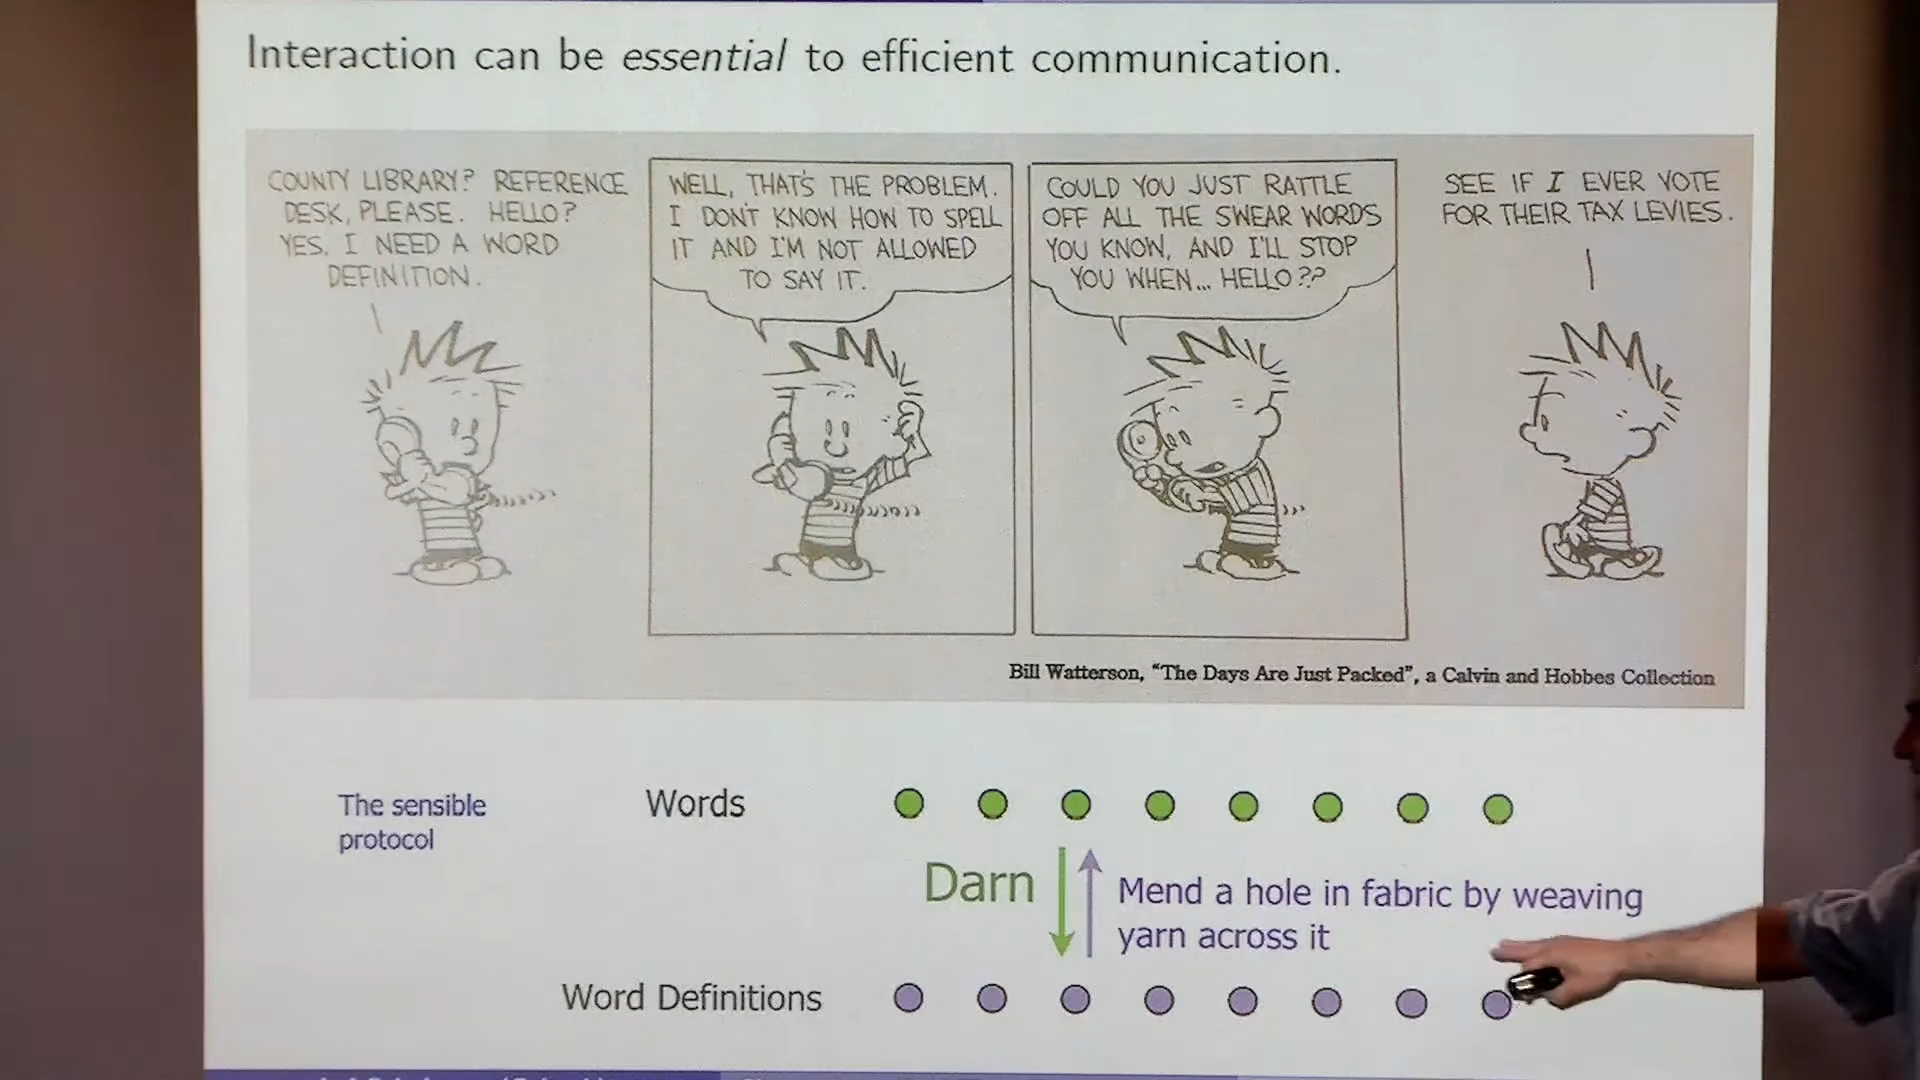 Interaction can be essential to efficient communication.
COUNTY LIBRARY? REFERENCE
DESK, PLEASE. HELLO?
YES, I NEED A WORD
DEFINITION.
WELL, THAT'S THE PROBLEM.
I DON'T KNOW HOW TO SPELL
IT AND I'M NOT ALLOWED
TO SAY IT.
COULD YOU JUST RATTLE
OFF ALL THE SWEAR WORDS
YOU KNOW, AND I'LL STOP
YOU WHEN... HELLO??
SEE IF I EVER VOTE
FOR THEIR TAX LEVIES.
Bill Watterson, “The Days Are Just Packed”, a Calvin and Hobbes Collection
The sensible
protocol
Words
Darn
Mend a hole in fabric by weaving
yarn across it
Word Definitions